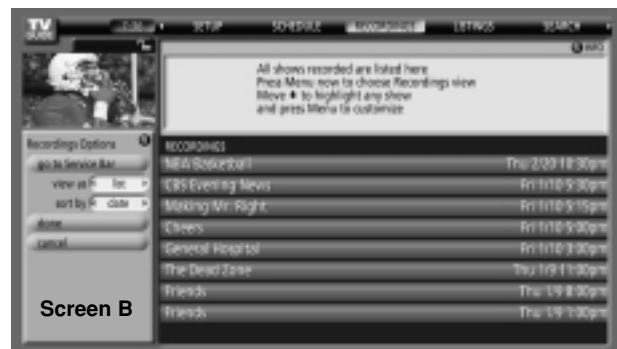 TV
GUIDE
SETUP SCHEDULE RECORDINGS LISTINGS SEARCH
INFO
All shows recorded are listed here
Press Menu now to choose Recordings view
Move to highlight any show
and press Menu to customize
Recordings Options
go to Service Bar
view as list
sort by date
done
cancel
Screen B
RECORDINGS
NBA Basketball Thu 2/20 10:30pm
CBS Evening News Fri 1/10 5:30pm
Making Mr. Right Fri 1/10 5:15pm
Cheers Fri 1/10 5:00pm
General Hospital Fri 1/10 3:00pm
The Dead Zone Thu 1/9 11:00pm
Friends Thu 1/9 8:00pm
Friends Thu 1/9 1:00pm